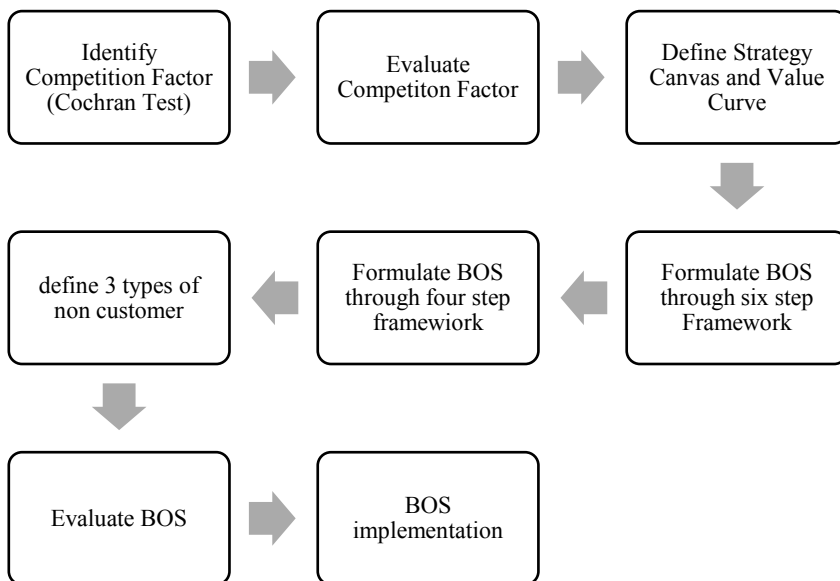 Identify
Competition Factor
(Cochran Test)
Evaluate
Competiton Factor
Define Strategy
Canvas and Value
Curve
Formulate BOS
through six step
Framework
Formulate BOS
through four step
framewiork
define 3 types of
non customer
Evaluate BOS
BOS
implementation